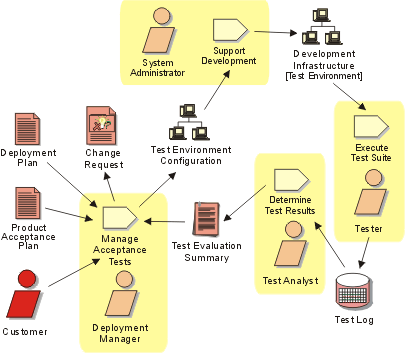 System
Administrator
Support
Development
Development
Infrastructure
[Test Environment]
Deployment
Plan
Change
Request
Test Environment
Configuration
Execute
Test Suite
Product
Acceptance
Plan
Manage
Acceptance
Tests
Test Evaluation
Summary
Determine
Test Results
Tester
Test Analyst
Customer
Deployment
Manager
Test Log